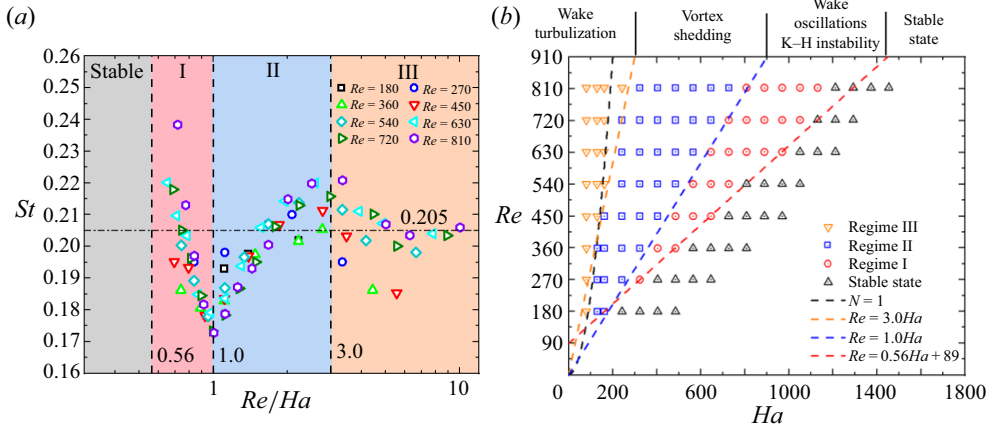 (a)
0.26
0.25
0.24
0.23
0.22
0.21
0.20
0.19
0.18
0.17
0.16
St
Stable
I
II
III
Re = 180
Re = 270
Re = 360
Re = 450
Re = 540
Re = 630
Re = 720
Re = 810
0.205
0.56
1.0
3.0
1
10
Re/Ha
(b)
Wake
turbulization
Vortex
shedding
Wake
oscillations
K–H instability
Stable
state
910
810
720
630
540
450
360
270
180
90
Re
Regime III
Regime II
Regime I
Stable state
N = 1
Re = 3.0Ha
Re = 1.0Ha
Re = 0.56Ha + 89
0
200
600
1000
1400
1800
Ha